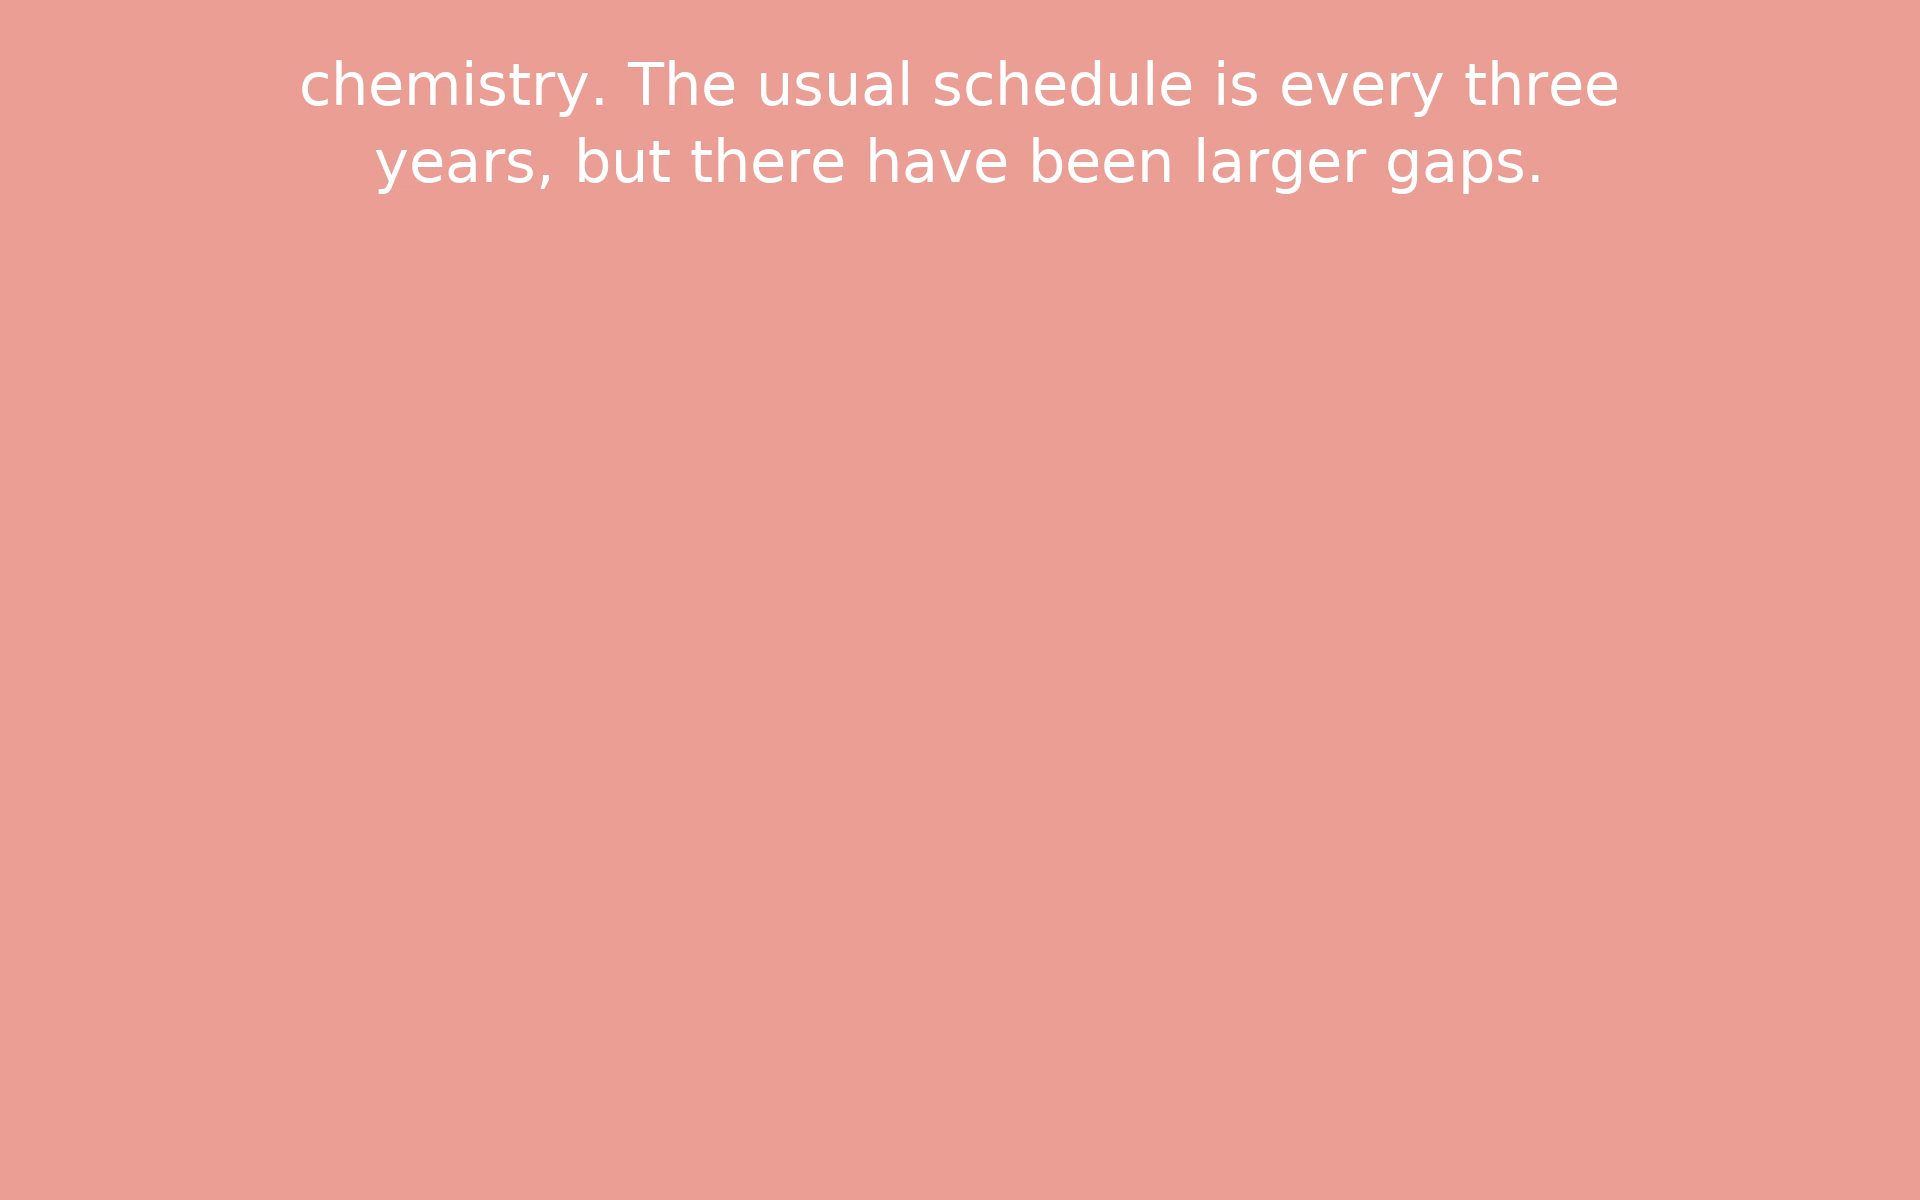 chemistry. The usual schedule is every three
years, but there have been larger gaps.